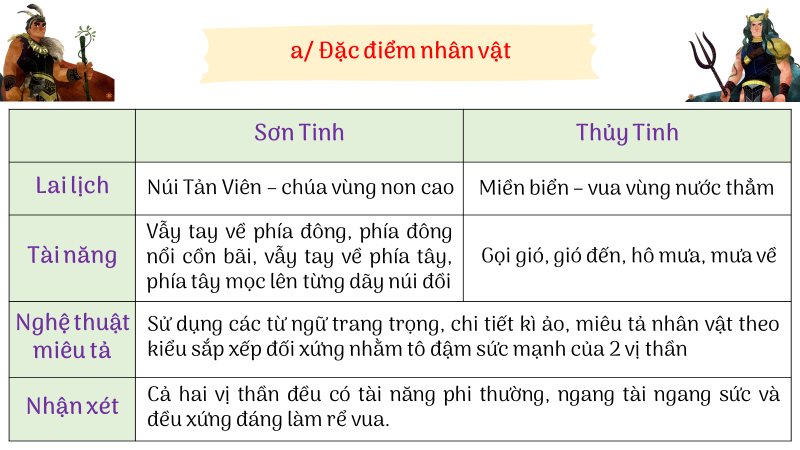 a/ Đặc điểm nhân vật
Sơn Tinh
Thủy Tinh
Lai lịch
Núi Tản Viên – chúa vùng non cao
Miền biển – vua vùng nước thẳm
Tài năng
Vẫy tay về phía đông, phía đông
nổi cồn bãi, vẫy tay về phía tây,
phía tây mọc lên từng dãy núi đồi
Gọi gió, gió đến, hô mưa, mưa về
Nghệ thuật
miêu tả
Sử dụng các từ ngữ trang trọng, chi tiết kì ảo, miêu tả nhân vật theo
kiểu sắp xếp đối xứng nhằm tô đậm sức mạnh của 2 vị thần
Nhận xét
Cả hai vị thần đều có tài năng phi thường, ngang tài ngang sức và
đều xứng đáng làm rể vua.